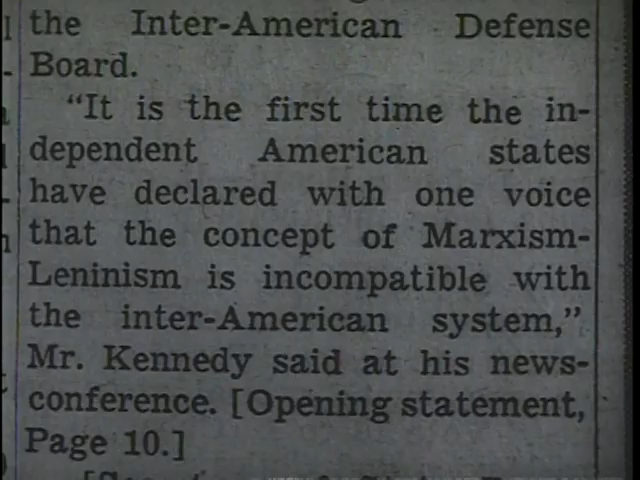 the Inter-American Defense
Board.
"It is the first time the in-
dependent American states
have declared with one voice
that the concept of Marxism-
Leninism is incompatible with
the inter-American system,"
Mr. Kennedy said at his news-
conference. [Opening statement,
Page 10.]